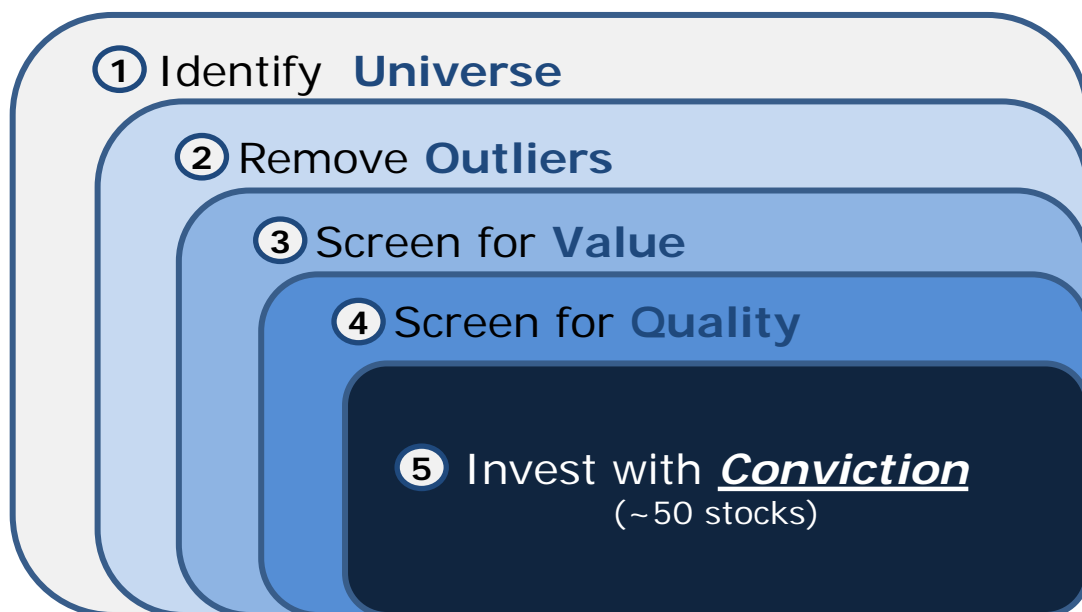 1 Identify Universe
2 Remove Outliers
3 Screen for Value
4 Screen for Quality
5 Invest with Conviction
(~50 stocks)